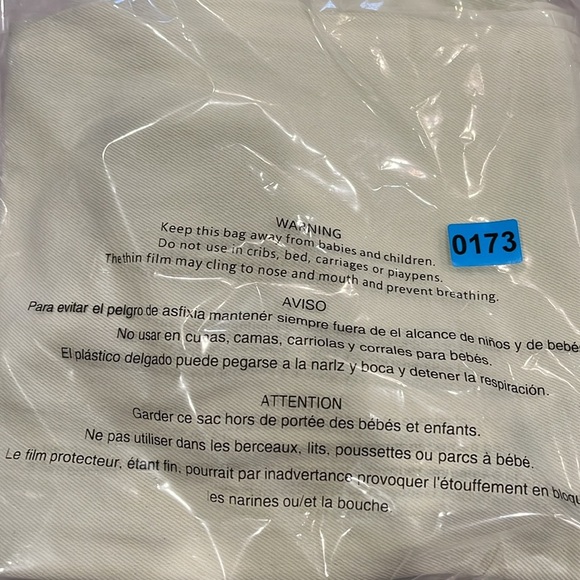 WARNING
Keep this bag away from babies and children.
Do not use in cribs, bed, carriages or piaypens.
Thethin film may cling to nose and mouth and prevent breathing.
0173
AVISO
Para evitar el pelgro de asfixia mantener siempre fuera de el alcance de niños y de bebé
No usar en cunas, camas, carriolas y corrales para bebés.
El plástico delgado puede pegarse a la narlz y boca y detener la respiración.
ATTENTION
Garder ce sac hors de portée des bébés et enfants.
Ne pas utiliser dans les berceaux, lits, poussettes ou parcs à bébé.
Le film protecteur, étant fin, pourrait par inadvertance provoquer l'étouffement en bloqu
les narines ou/et la bouche